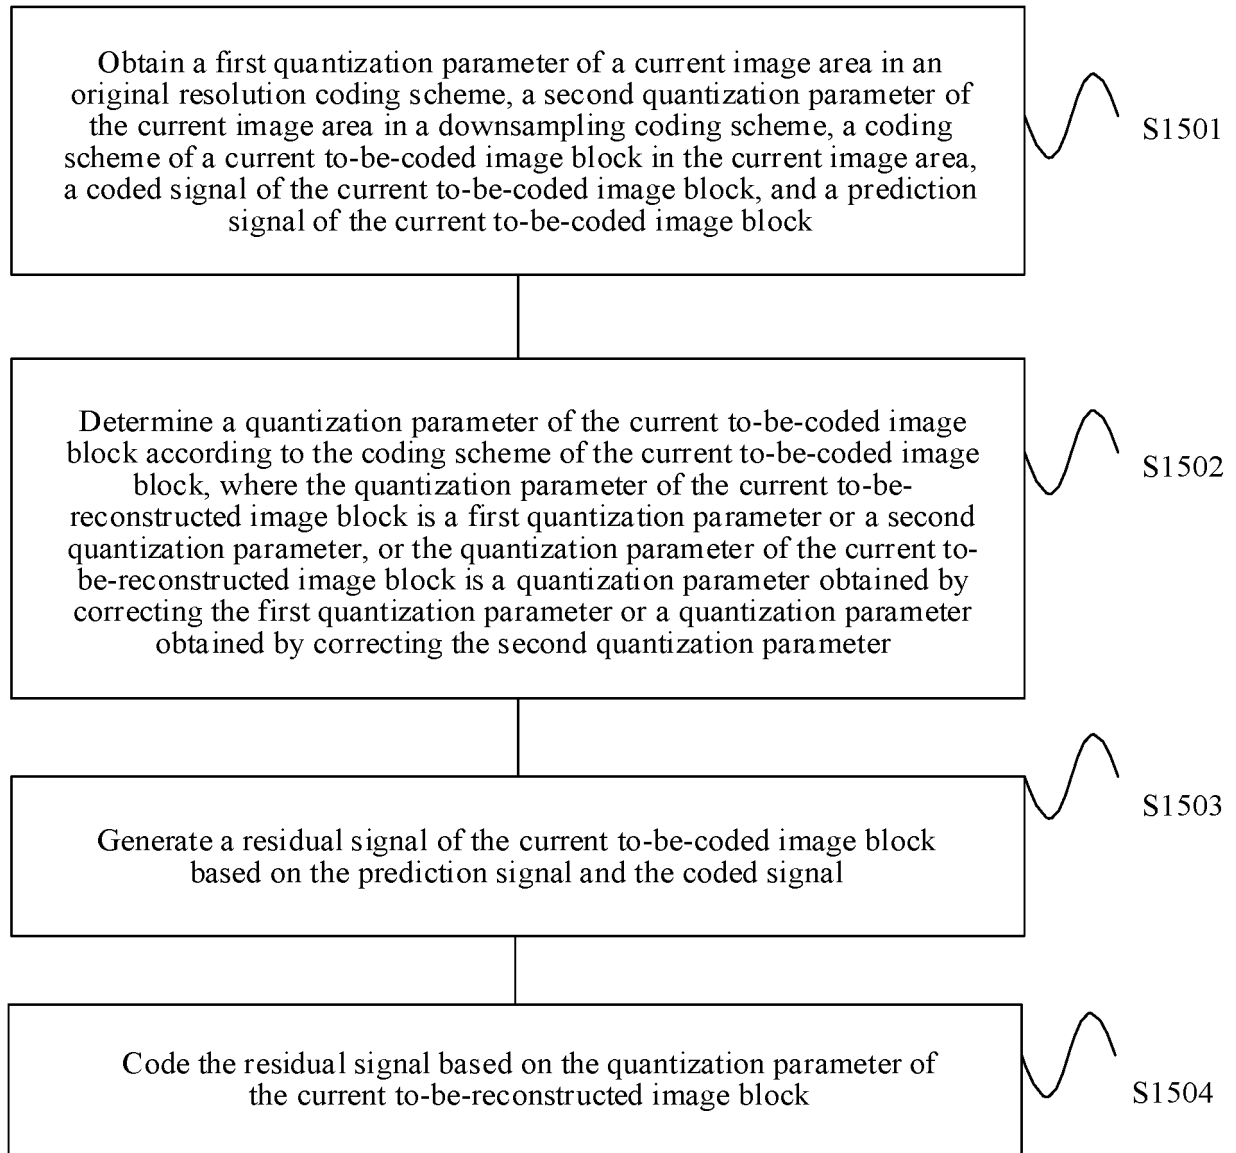 Obtain a first quantization parameter of a current image area in an
original resolution coding scheme, a second quantization parameter of
the current image area in a downsampling coding scheme, a coding
scheme of a current to-be-coded image block in the current image area,
a coded signal of the current to-be-coded image block, and a prediction
signal of the current to-be-coded image block
S1501
Determine a quantization parameter of the current to-be-coded image
block according to the coding scheme of the current to-be-coded image
block, where the quantization parameter of the current to-be-
reconstructed image block is a first quantization parameter or a second
quantization parameter, or the quantization parameter of the current to-
be-reconstructed image block is a quantization parameter obtained by
correcting the first quantization parameter or a quantization parameter
obtained by correcting the second quantization parameter
S1502
Generate a residual signal of the current to-be-coded image block
based on the prediction signal and the coded signal
S1503
Code the residual signal based on the quantization parameter of
the current to-be-reconstructed image block
S1504